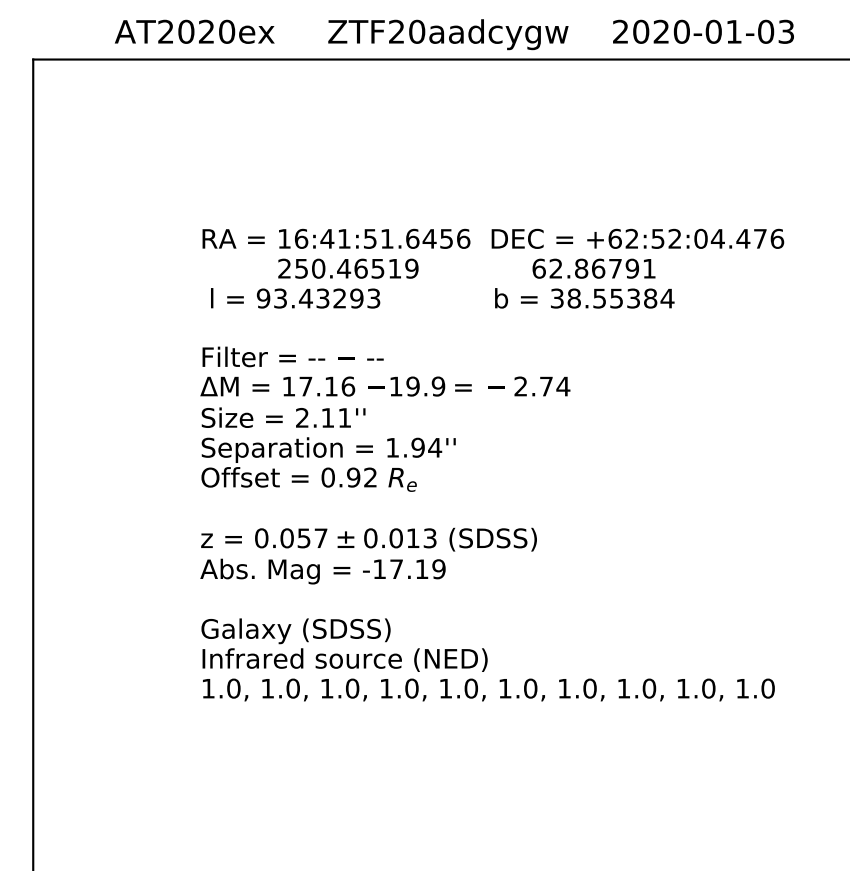 AT2020ex ZTF20aadcygw 2020-01-03
RA = 16:41:51.6456 DEC = +62:52:04.476
250.46519 62.86791
l = 93.43293 b = 38.55384
Filter = -- − --
ΔM = 17.16 −19.9 = − 2.74
Size = 2.11''
Separation = 1.94''
Offset = 0.92 Rₑ
z = 0.057 ± 0.013 (SDSS)
Abs. Mag = -17.19
Galaxy (SDSS)
Infrared source (NED)
1.0, 1.0, 1.0, 1.0, 1.0, 1.0, 1.0, 1.0, 1.0, 1.0